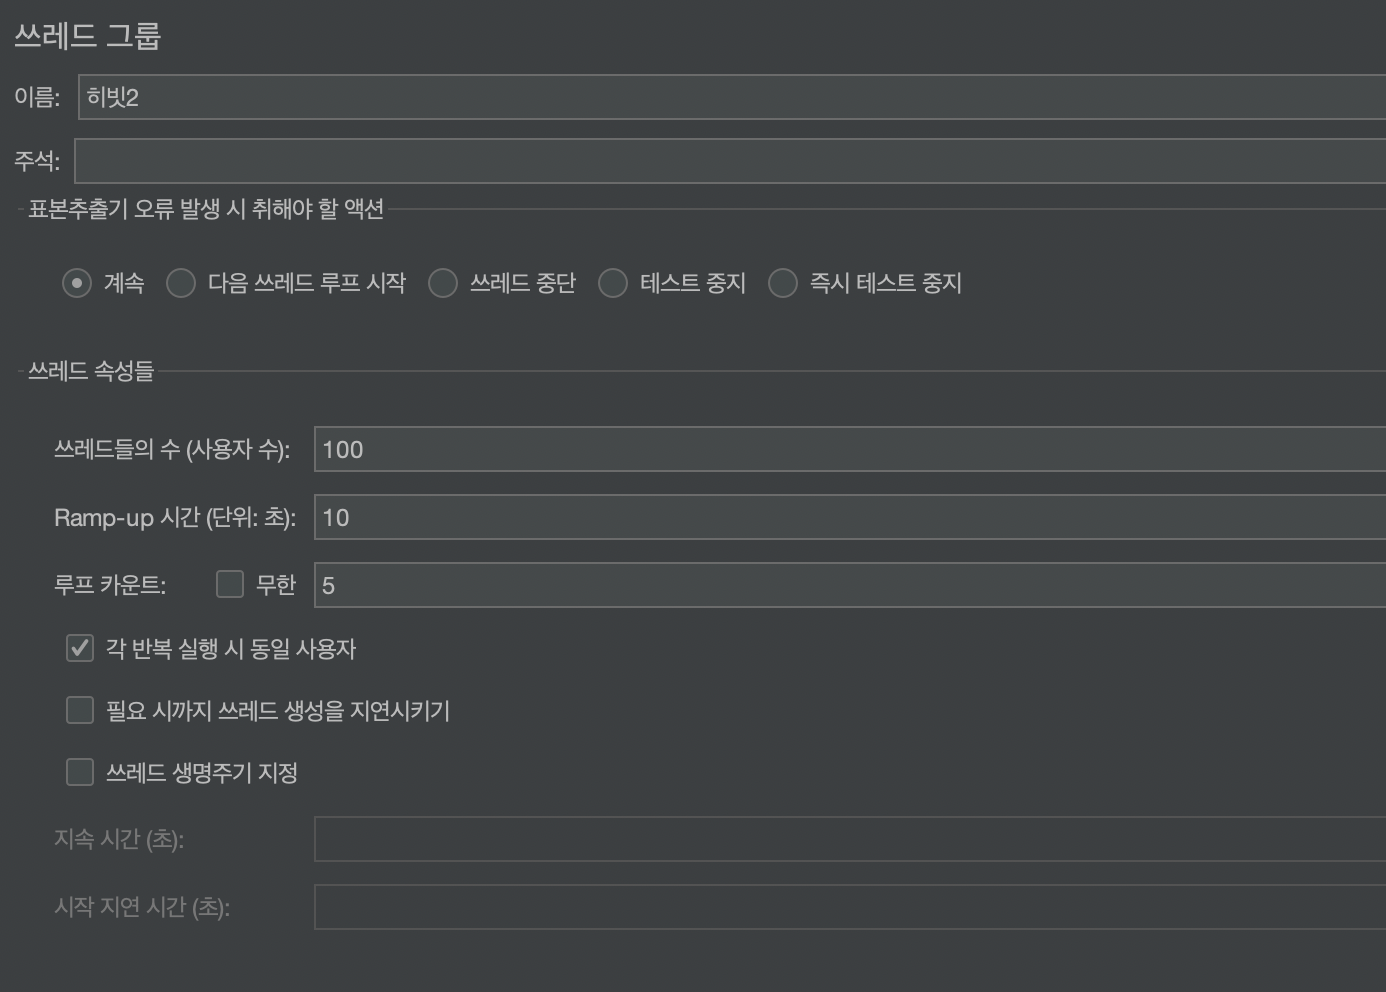 쓰레드 그룹
이름: 히빗2
주석:
표본추출기 오류 발생 시 취해야 할 액션
계속 다음 쓰레드 루프 시작 쓰레드 중단 테스트 중지 즉시 테스트 중지
쓰레드 속성들
쓰레드들의 수 (사용자 수): 100
Ramp-up 시간 (단위: 초): 10
루프 카운트: 무한 5
각 반복 실행 시 동일 사용자
필요 시까지 쓰레드 생성을 지연시키기
쓰레드 생명주기 지정
지속 시간 (초):
시작 지연 시간 (초):